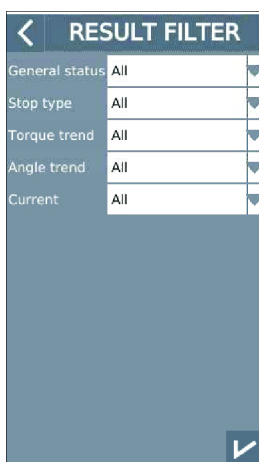 RESULT FILTER
General status All
Stop type All
Torque trend All
Angle trend All
Current All